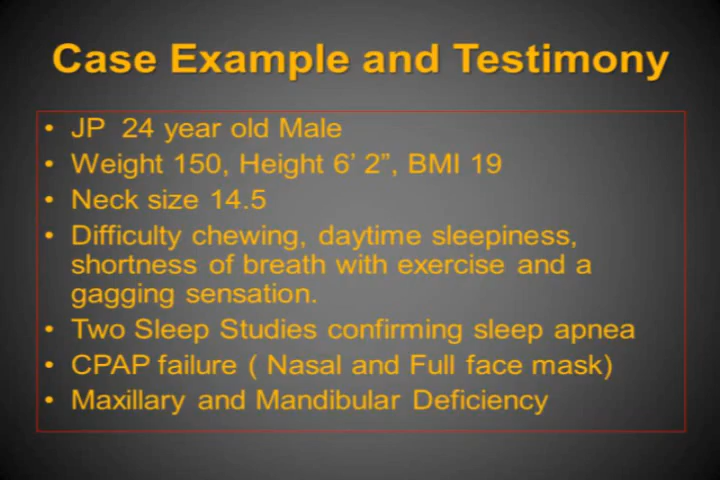 Case Example and Testimony
• JP 24 year old Male
• Weight 150, Height 6’ 2”, BMI 19
• Neck size 14.5
• Difficulty chewing, daytime sleepiness,
shortness of breath with exercise and a
gagging sensation.
• Two Sleep Studies confirming sleep apnea
• CPAP failure ( Nasal and Full face mask)
• Maxillary and Mandibular Deficiency